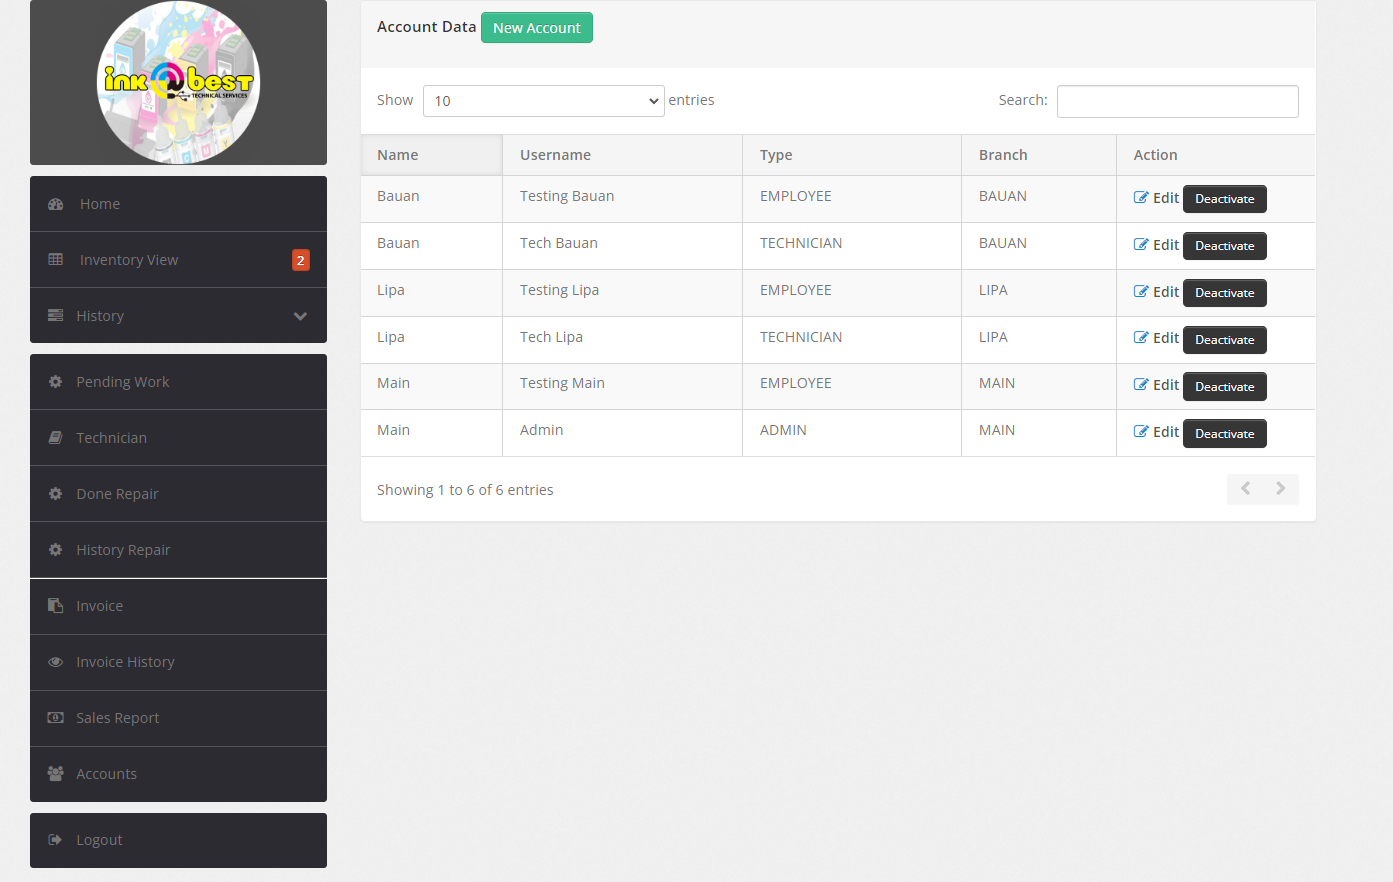 ink best
TECHNICAL SERVICES
C M Y
Home
Inventory View 2
History
Pending Work
Technician
Done Repair
History Repair
Invoice
Invoice History
Sales Report
Accounts
Logout
Account Data New Account
Show 10 entries Search:
Name Username Type Branch Action
Bauan Testing Bauan EMPLOYEE BAUAN Edit Deactivate
Bauan Tech Bauan TECHNICIAN BAUAN Edit Deactivate
Lipa Testing Lipa EMPLOYEE LIPA Edit Deactivate
Lipa Tech Lipa TECHNICIAN LIPA Edit Deactivate
Main Testing Main EMPLOYEE MAIN Edit Deactivate
Main Admin ADMIN MAIN Edit Deactivate
Showing 1 to 6 of 6 entries